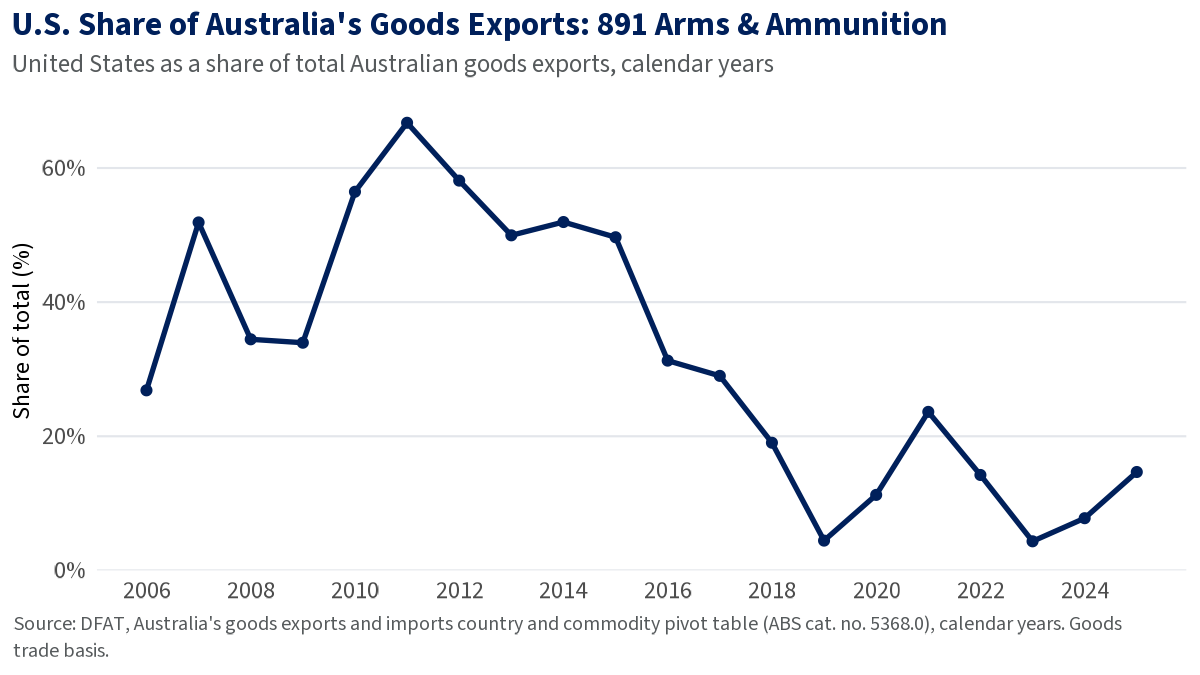 U.S. Share of Australia's Goods Exports: 891 Arms & Ammunition
United States as a share of total Australian goods exports, calendar years
Share of total (%)
60%
40%
20%
0%
2006 2008 2010 2012 2014 2016 2018 2020 2022 2024
Source: DFAT, Australia's goods exports and imports country and commodity pivot table (ABS cat. no. 5368.0), calendar years. Goods
trade basis.